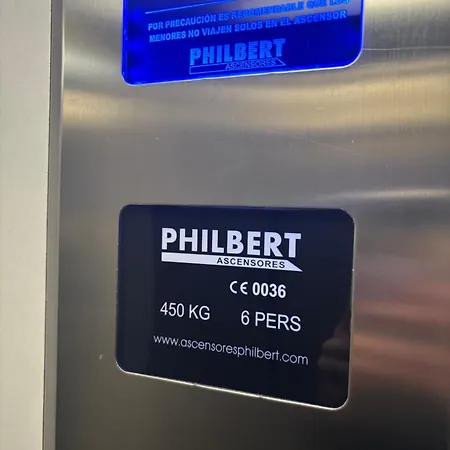 POR PRECAUCIÓN ES RECOMENDABLE QUE LOS
MENORES NO VIAJEN SOLOS EN EL ASCENSOR
PHILBERT
ASCENSORES
PHILBERT
ASCENSORES
CE 0036
450 KG 6 PERS
www.ascensoresphilbert.com